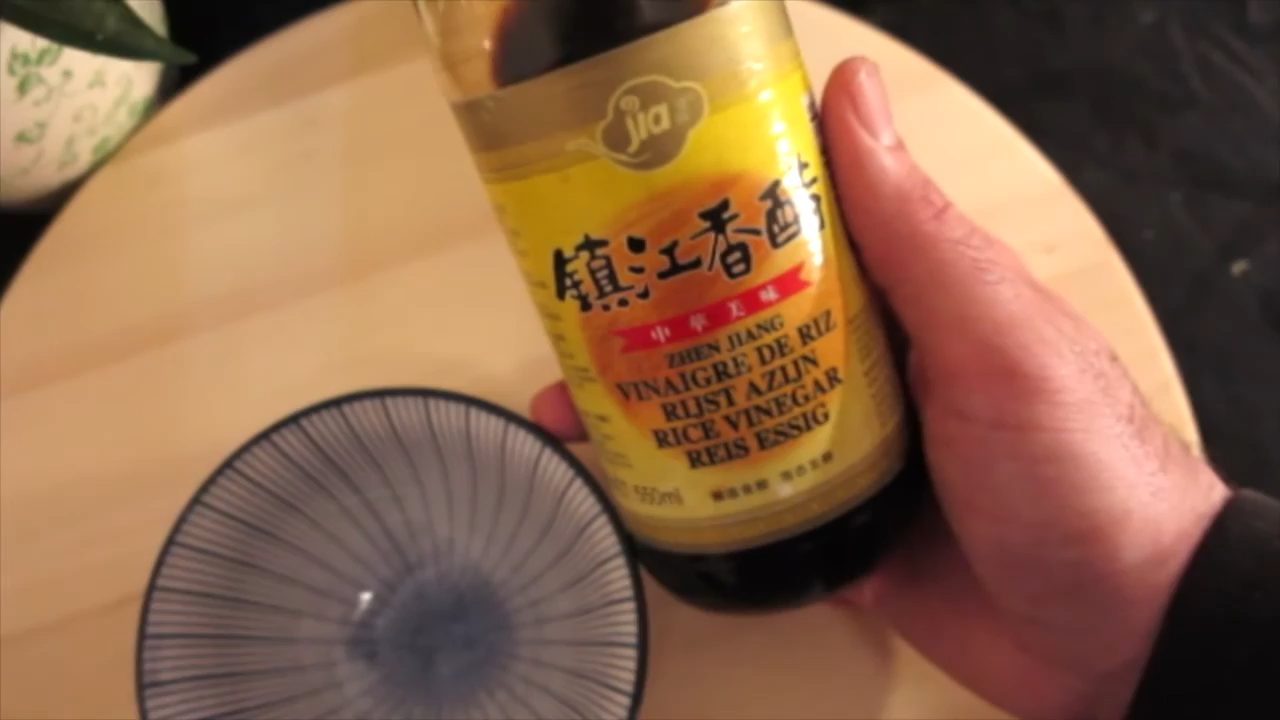 jia
鎮江香醋
中華美味
ZHEN JIANG
VINAIGRE DE RIZ
RIJST AZIJN
RICE VINEGAR
REIS ESSIG
550ml